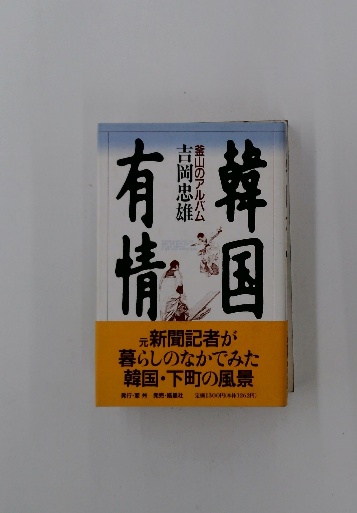 韓国
有情
釜山のアルバム
吉岡忠雄
元新聞記者が
暮らしのなかでみた
韓国・下町の風景